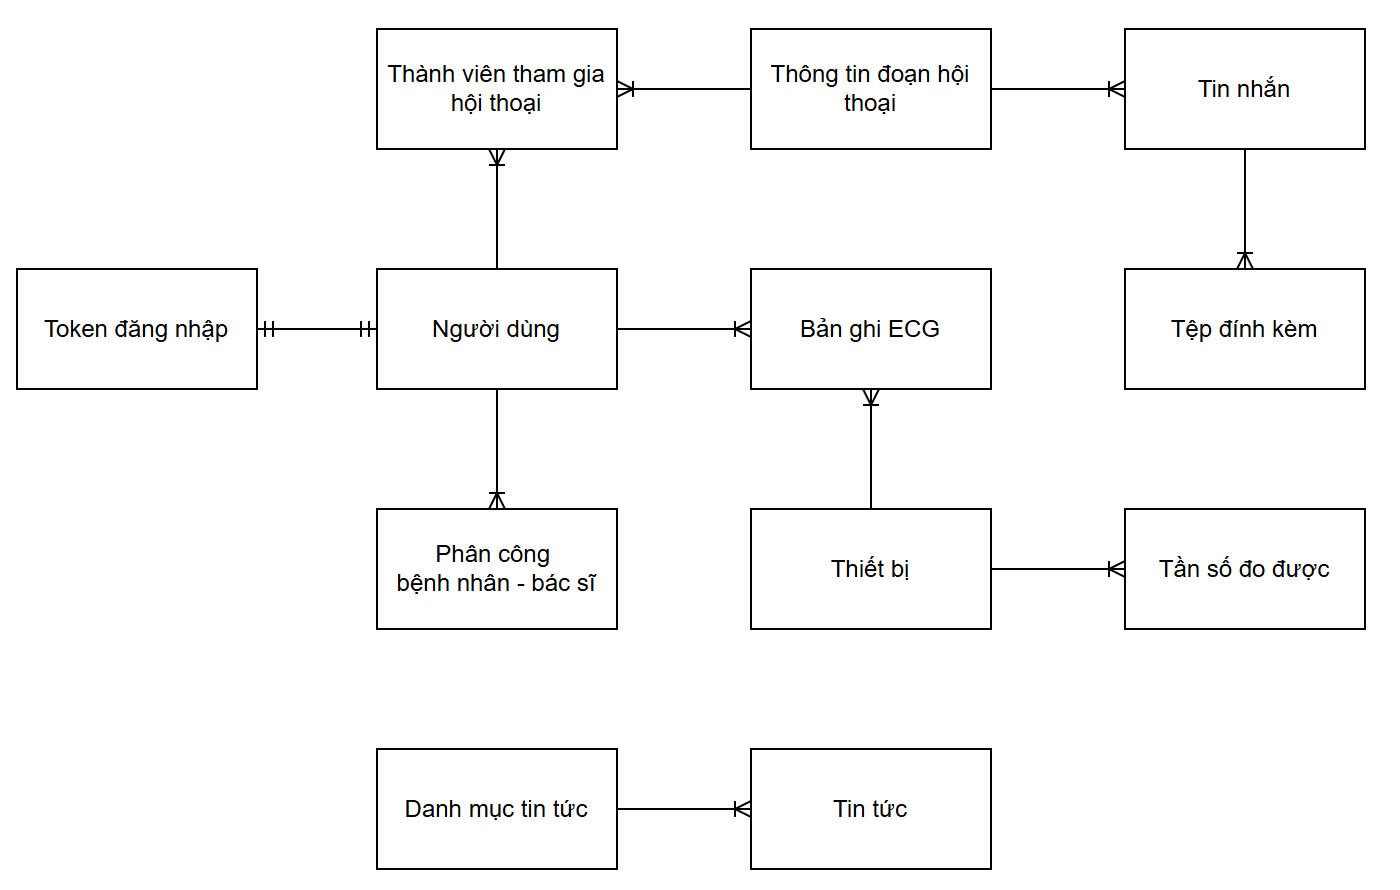 Thành viên tham gia
hội thoại
Thông tin đoạn hội
thoại
Tin nhắn
Token đăng nhập
Người dùng
Bản ghi ECG
Tệp đính kèm
Phân công
bệnh nhân - bác sĩ
Thiết bị
Tần số đo được
Danh mục tin tức
Tin tức